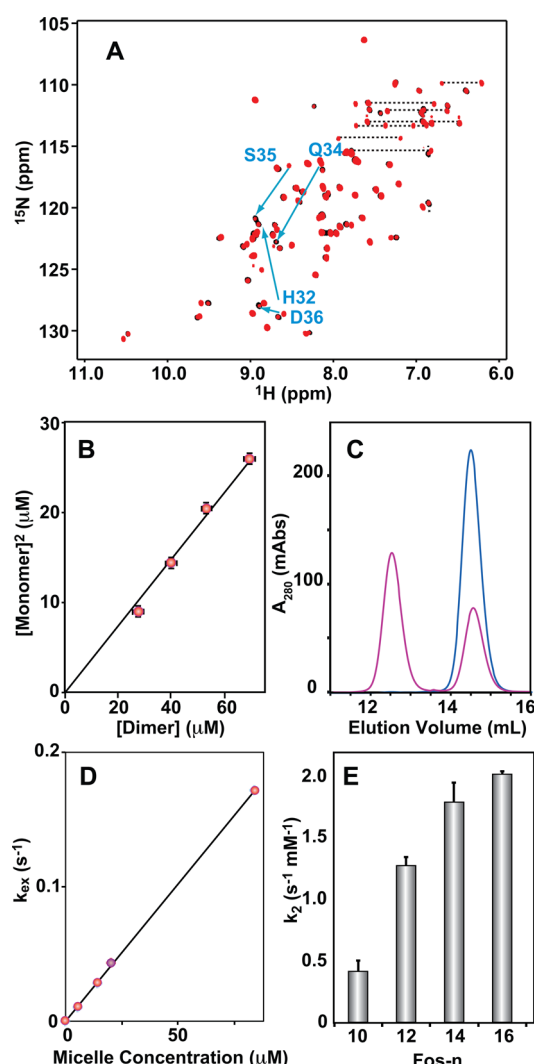 A
105
110
115
120
125
130
¹⁵N (ppm)
S35
Q34
H32
D36
11.0 10.0 9.0 8.0 7.0 6.0
¹H (ppm)
B
30
20
10
0
[Monomer]² (μM)
0 20 40 60
[Dimer] (μM)
C
200
100
0
A₂₈₀ (mAbs)
12 14 16
Elution Volume (mL)
D
0.2
0.1
0
kₑₓ (s⁻¹)
50
Micelle Concentration (μM)
E
2.0
1.5
1.0
0.5
0
k₂ (s⁻¹ mM⁻¹)
10 12 14 16
Fos-n